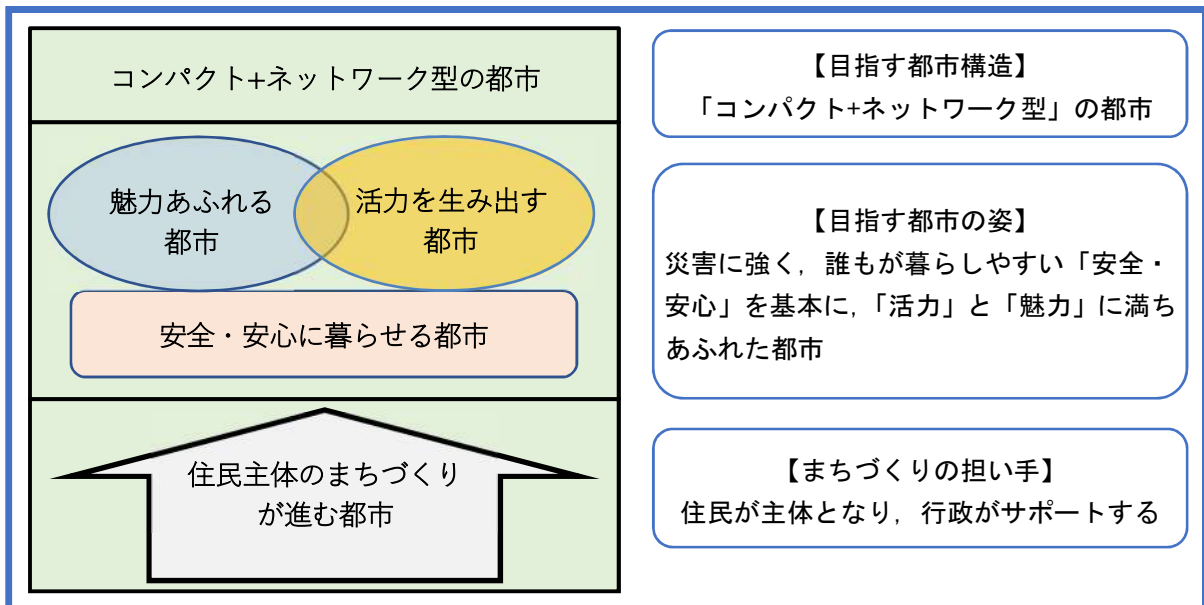 コンパクト+ネットワーク型の都市
魅力あふれる
都市
活力を生み出す
都市
安全・安心に暮らせる都市
住民主体のまちづくり
が進む都市
【目指す都市構造】
「コンパクト+ネットワーク型」の都市
【目指す都市の姿】
災害に強く，誰もが暮らしやすい「安全・
安心」を基本に，「活力」と「魅力」に満ち
あふれた都市
【まちづくりの担い手】
住民が主体となり，行政がサポートする